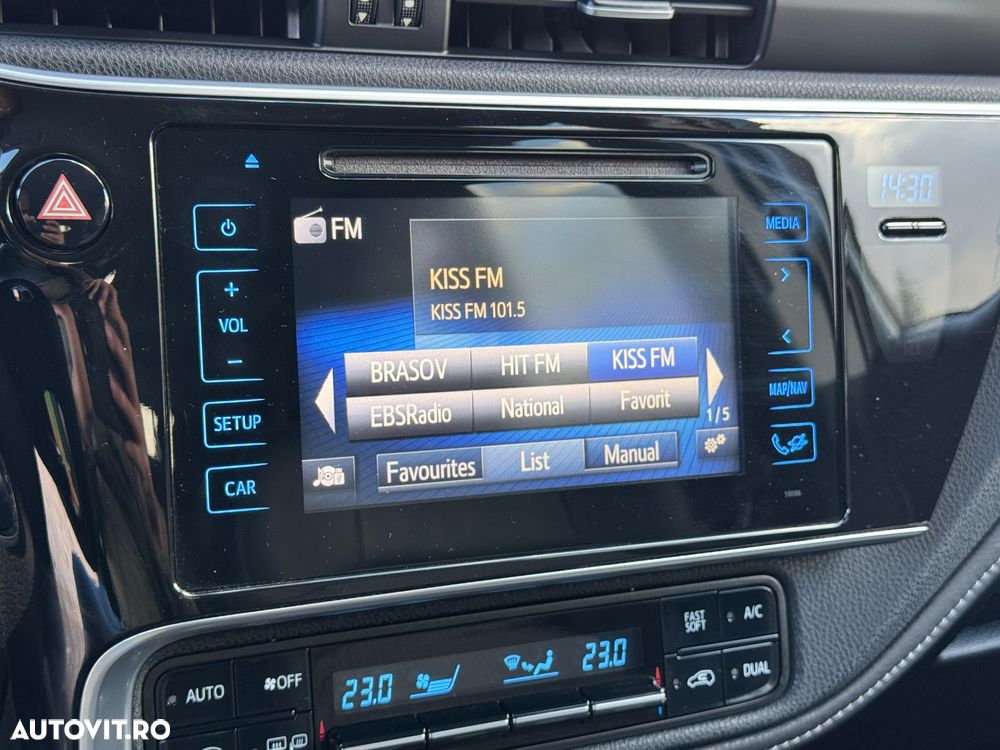 14:30
FM
MEDIA
KISS FM
KISS FM 101.5
+
VOL
-
BRASOV HIT FM KISS FM
EBSRadio National Favorit
1/5
MAP/NAV
SETUP
Favourites List Manual
CAR
510086
FAST SOFT
A/C
AUTO
OFF
23.0
23.0
DUAL
AUTOVIT.RO